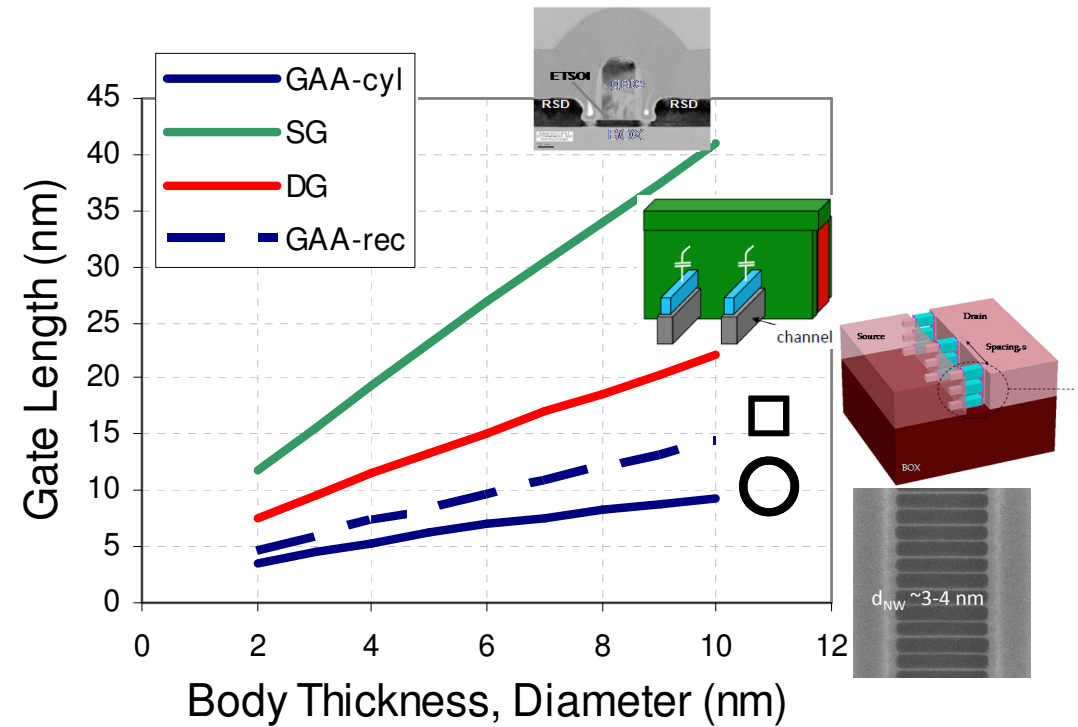 GAA-cyl
SG
DG
GAA-rec
ETSOI
gate
RSD
RSD
BOX
45
40
35
30
25
20
15
10
5
0
Gate Length (nm)
0
2
4
6
8
10
12
Body Thickness, Diameter (nm)
channel
Source
Drain
Spacing,s
BOX
dNW ~3-4 nm